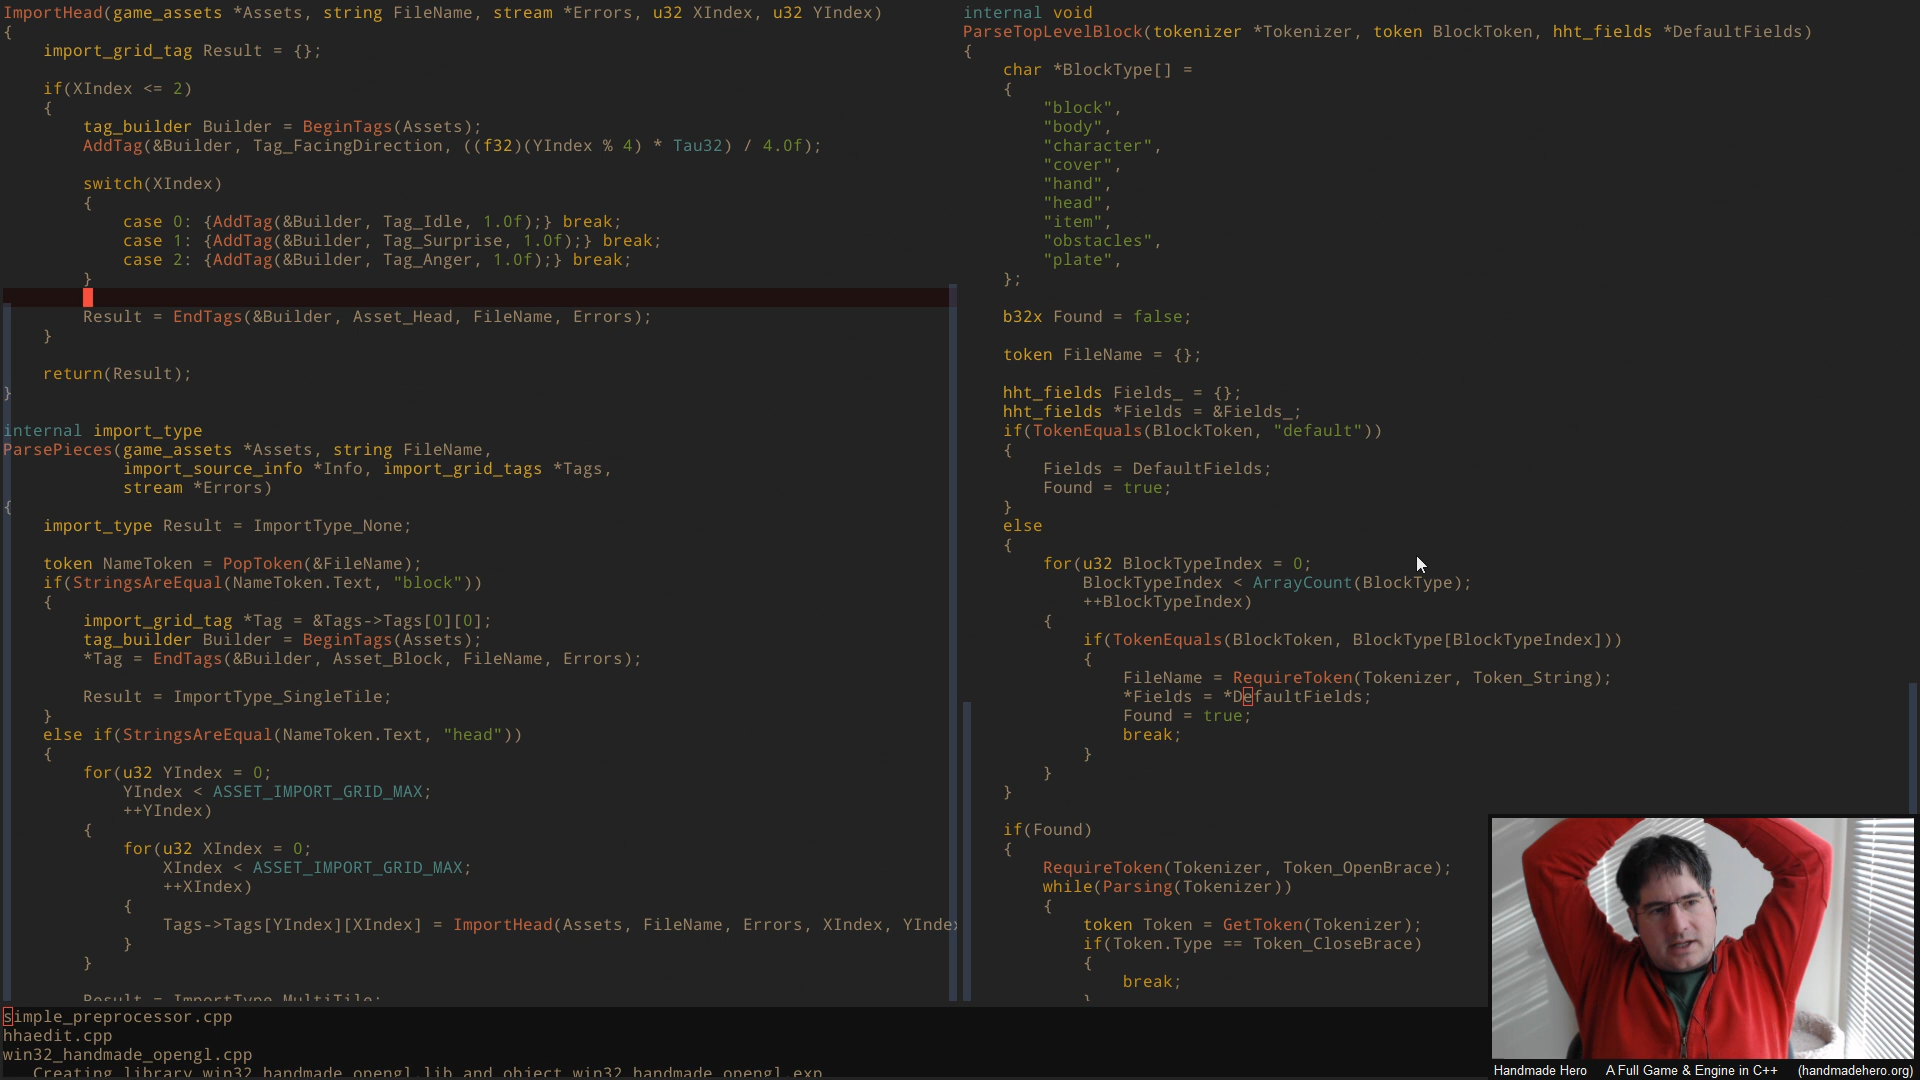 ImportHead(game_assets *Assets, string FileName, stream *Errors, u32 XIndex, u32 YIndex)
{
    import_grid_tag Result = {};

    if(XIndex <= 2)
    {
        tag_builder Builder = BeginTags(Assets);
        AddTag(&Builder, Tag_FacingDirection, ((f32)(YIndex % 4) * Tau32) / 4.0f);

        switch(XIndex)
        {
            case 0: {AddTag(&Builder, Tag_Idle, 1.0f);} break;
            case 1: {AddTag(&Builder, Tag_Surprise, 1.0f);} break;
            case 2: {AddTag(&Builder, Tag_Anger, 1.0f);} break;
        }

        Result = EndTags(&Builder, Asset_Head, FileName, Errors);
    }

    return(Result);
}

internal import_type
ParsePieces(game_assets *Assets, string FileName,
            import_source_info *Info, import_grid_tags *Tags,
            stream *Errors)
{
    import_type Result = ImportType_None;

    token NameToken = PopToken(&FileName);
    if(StringsAreEqual(NameToken.Text, "block"))
    {
        import_grid_tag *Tag = &Tags->Tags[0][0];
        tag_builder Builder = BeginTags(Assets);
        *Tag = EndTags(&Builder, Asset_Block, FileName, Errors);

        Result = ImportType_SingleTile;
    }
    else if(StringsAreEqual(NameToken.Text, "head"))
    {
        for(u32 YIndex = 0;
            YIndex < ASSET_IMPORT_GRID_MAX;
            ++YIndex)
        {
            for(u32 XIndex = 0;
                XIndex < ASSET_IMPORT_GRID_MAX;
                ++XIndex)
            {
                Tags->Tags[YIndex][XIndex] = ImportHead(Assets, FileName, Errors, XIndex, YInde
            }
        }

        Result = ImportType_MultiTile;
internal void
ParseTopLevelBlock(tokenizer *Tokenizer, token BlockToken, hht_fields *DefaultFields)
{
    char *BlockType[] =
    {
        "block",
        "body",
        "character",
        "cover",
        "hand",
        "head",
        "item",
        "obstacles",
        "plate",
    };

    b32x Found = false;

    token FileName = {};

    hht_fields Fields_ = {};
    hht_fields *Fields = &Fields_;
    if(TokenEquals(BlockToken, "default"))
    {
        Fields = DefaultFields;
        Found = true;
    }
    else
    {
        for(u32 BlockTypeIndex = 0;
            BlockTypeIndex < ArrayCount(BlockType);
            ++BlockTypeIndex)
        {
            if(TokenEquals(BlockToken, BlockType[BlockTypeIndex]))
            {
                FileName = RequireToken(Tokenizer, Token_String);
                *Fields = *DefaultFields;
                Found = true;
                break;
            }
        }
    }

    if(Found)
    {
        RequireToken(Tokenizer, Token_OpenBrace);
        while(Parsing(Tokenizer))
        {
            token Token = GetToken(Tokenizer);
            if(Token.Type == Token_CloseBrace)
            {
                break;
            }
simple_preprocessor.cpp
hhaedit.cpp
win32_handmade_opengl.cpp
   Creating library win32_handmade_opengl.lib and object win32_handmade_opengl.exp
Handmade Hero    A Full Game & Engine in C++    (handmadehero.org)